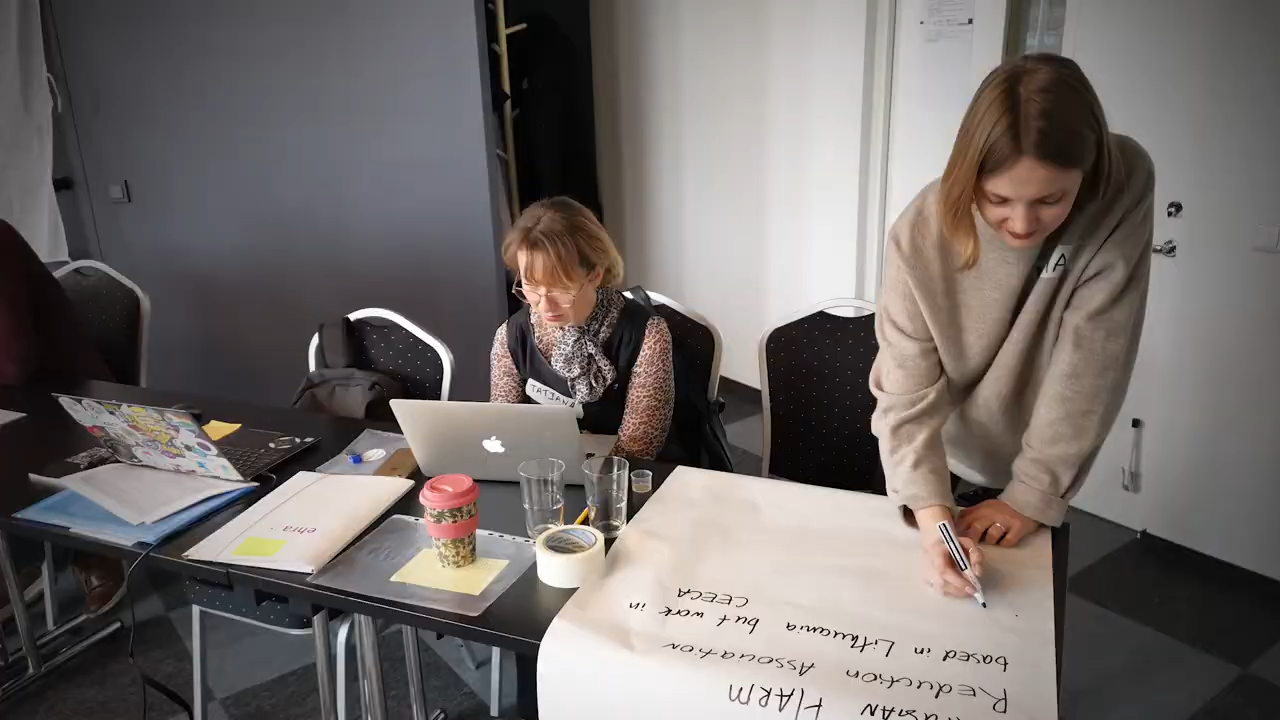 TATIANA
ehra
HARM
Reduction Association
based in Lithuania but work in
CEECA